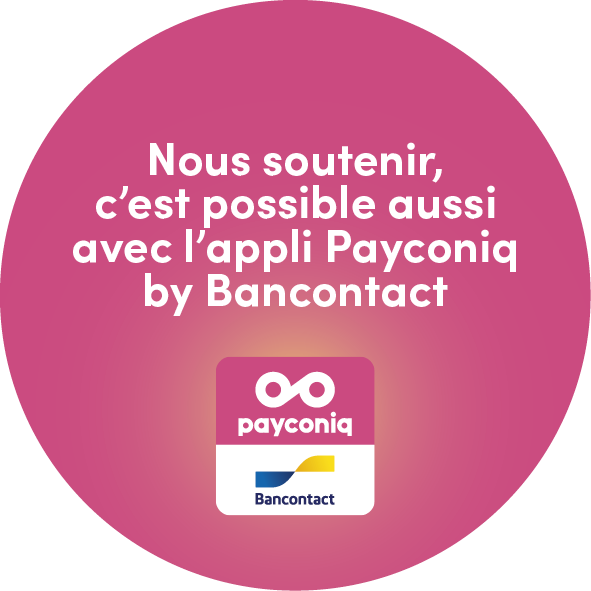 Nous soutenir,
c’est possible aussi
avec l’appli Payconiq
by Bancontact
payconiq
Bancontact